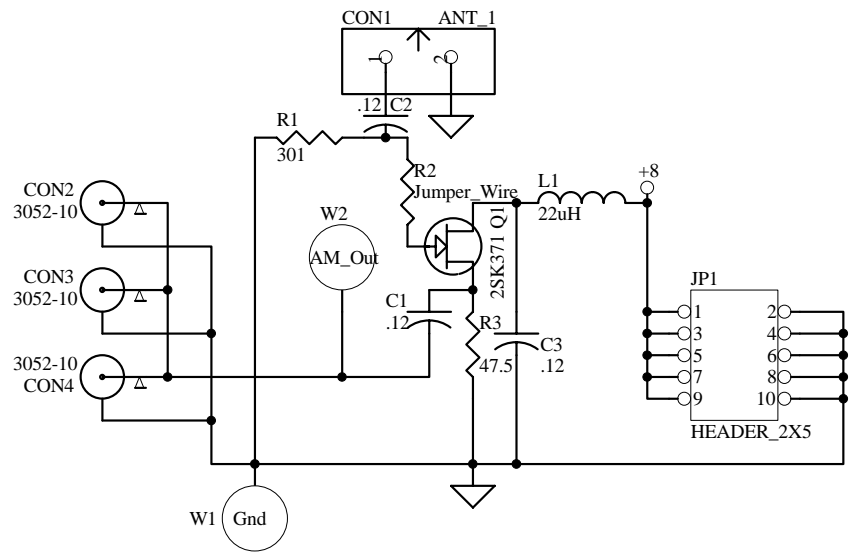 CON1 ANT_1
1 2
.12 C2
R1
301
R2
Jumper_Wire
L1
22uH
+8
CON2
3052-10
W2
AM_Out
2SK371 Q1
CON3
3052-10
C1
.12
R3
47.5
C3
.12
JP1
1 2
3 4
5 6
7 8
9 10
HEADER_2X5
3052-10
CON4
W1 Gnd